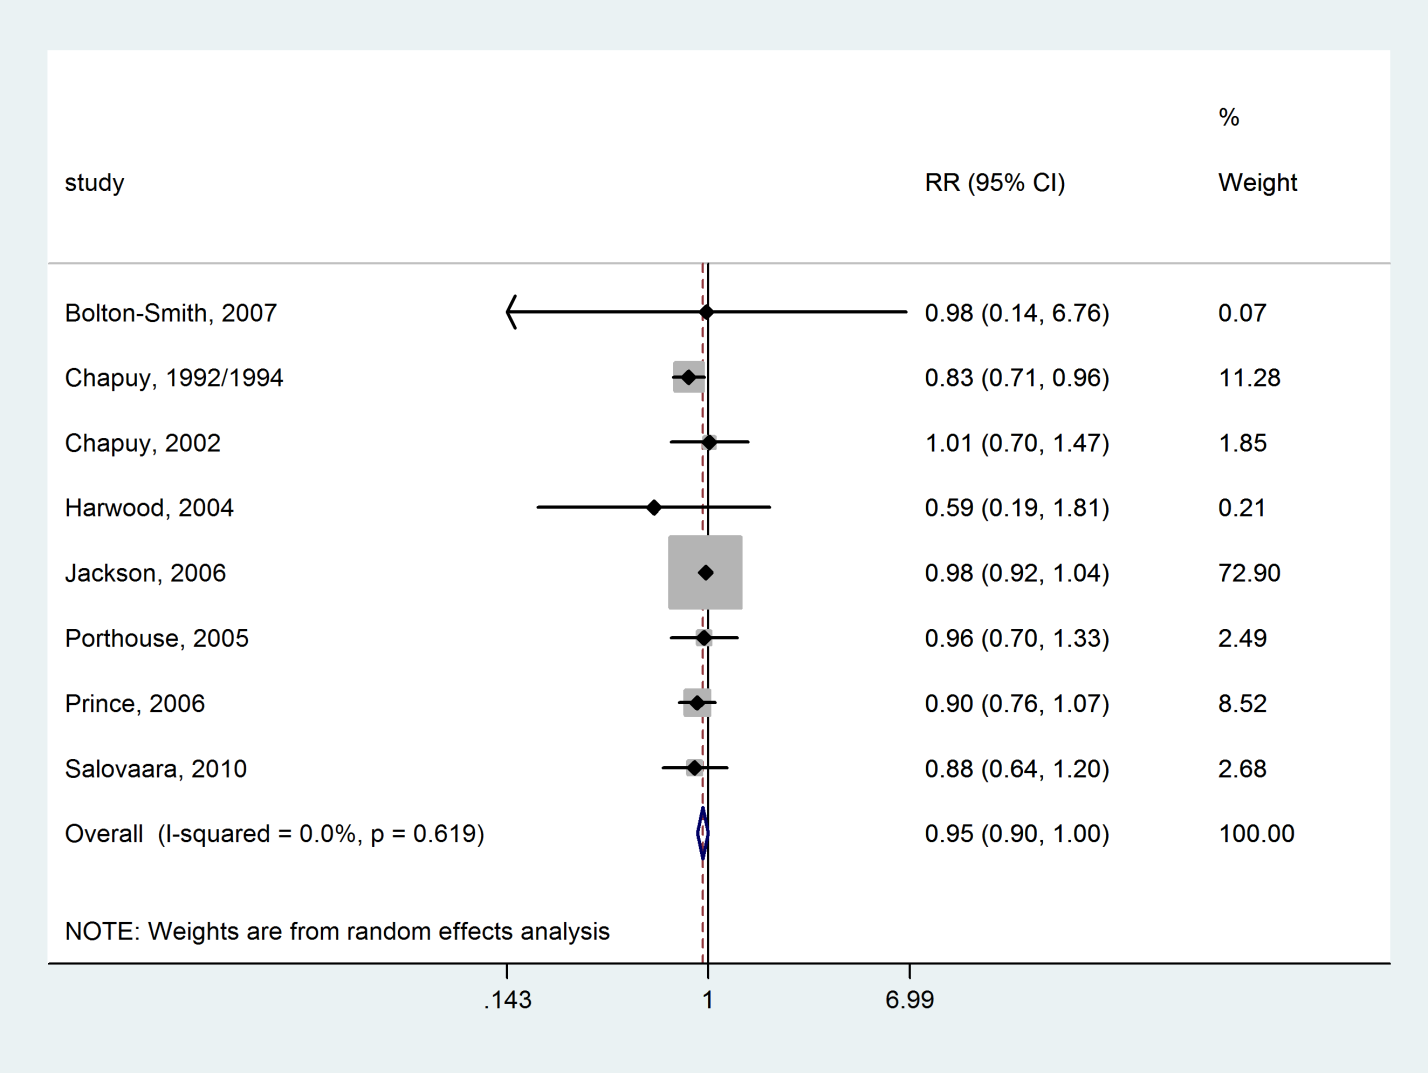 %
study RR (95% CI) Weight
Bolton-Smith, 2007 0.98 (0.14, 6.76) 0.07
Chapuy, 1992/1994 0.83 (0.71, 0.96) 11.28
Chapuy, 2002 1.01 (0.70, 1.47) 1.85
Harwood, 2004 0.59 (0.19, 1.81) 0.21
Jackson, 2006 0.98 (0.92, 1.04) 72.90
Porthouse, 2005 0.96 (0.70, 1.33) 2.49
Prince, 2006 0.90 (0.76, 1.07) 8.52
Salovaara, 2010 0.88 (0.64, 1.20) 2.68
Overall (I-squared = 0.0%, p = 0.619) 0.95 (0.90, 1.00) 100.00
NOTE: Weights are from random effects analysis
.143 1 6.99